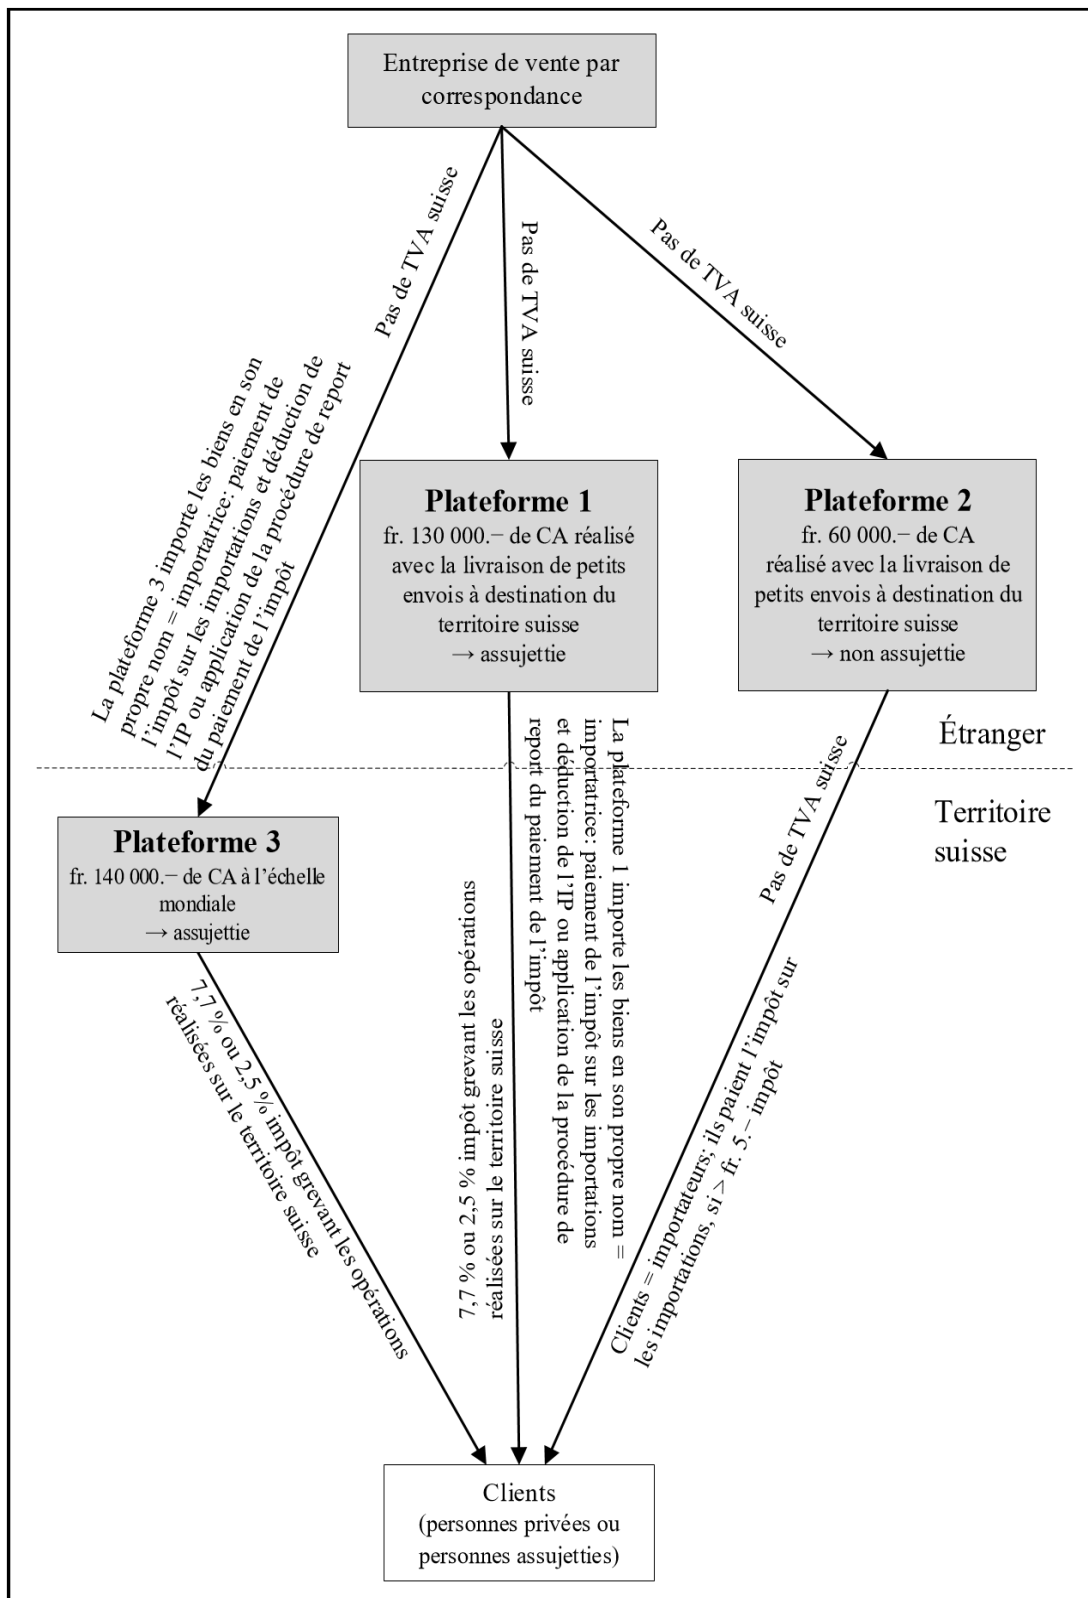 Entreprise de vente par
correspondance
Pas de TVA suisse
Pas de TVA suisse
Pas de TVA suisse
La plateforme 3 importe les biens en son
propre nom = importatrice: paiement de
l’impôt sur les importations et déduction de
l’IP ou application de la procédure de report
du paiement de l’impôt
Plateforme 1
fr. 130 000.− de CA réalisé
avec la livraison de petits
envois à destination du
territoire suisse
→ assujettie
Plateforme 2
fr. 60 000.− de CA
réalisé avec la livraison de
petits envois à destination du
territoire suisse
→ non assujettie
Étranger
Territoire
suisse
Plateforme 3
fr. 140 000.− de CA à l’échelle
mondiale
→ assujettie
La plateforme 1 importe les biens en son propre nom =
importatrice: paiement de l’impôt sur les importations
et déduction de l’IP ou application de la procédure de
report du paiement de l’impôt
Pas de TVA suisse
7,7 % ou 2,5 % impôt grevant les opérations
réalisées sur le territoire suisse
7,7 % ou 2,5 % impôt grevant les opérations
réalisées sur le territoire suisse
Clients = importateurs; ils paient l’impôt sur
les importations, si > fr. 5.− impôt
Clients
(personnes privées ou
personnes assujetties)